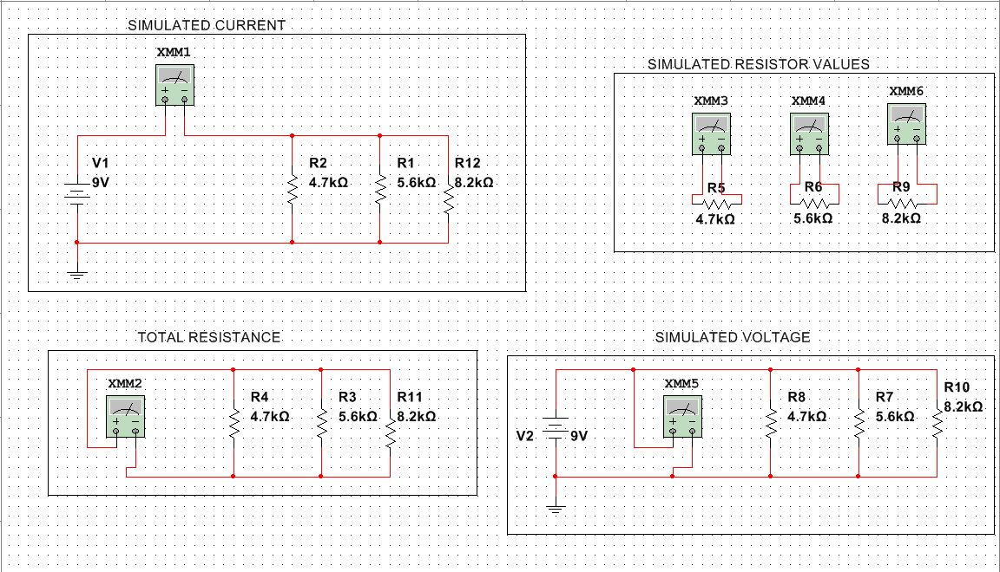 SIMULATED CURRENT
XMM1
V1
9V
R2
4.7kΩ
R1
5.6kΩ
R12
8.2kΩ
SIMULATED RESISTOR VALUES
XMM3
XMM4
XMM6
R5
4.7kΩ
R6
5.6kΩ
R9
8.2kΩ
TOTAL RESISTANCE
XMM2
R4
4.7kΩ
R3
5.6kΩ
R11
8.2kΩ
SIMULATED VOLTAGE
V2
9V
XMM5
R8
4.7kΩ
R7
5.6kΩ
R10
8.2kΩ